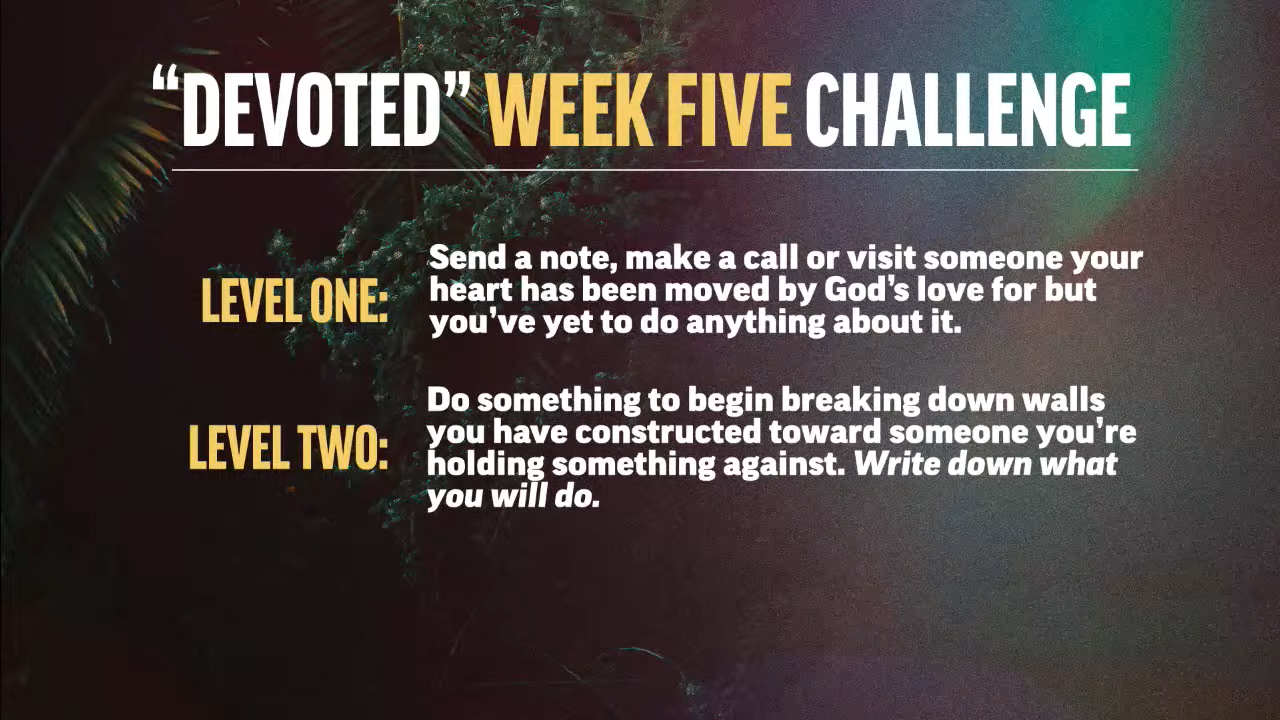 “DEVOTED” WEEK FIVE CHALLENGE
LEVEL ONE:
Send a note, make a call or visit someone your
heart has been moved by God’s love for but
you’ve yet to do anything about it.
LEVEL TWO:
Do something to begin breaking down walls
you have constructed toward someone you’re
holding something against. Write down what
you will do.